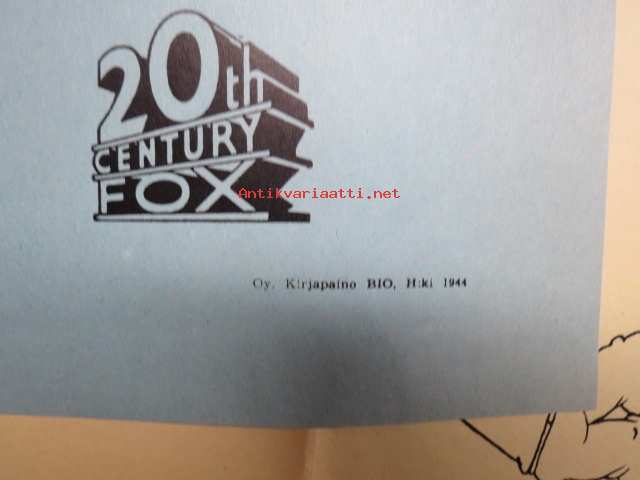 20th
CENTURY
FOX
Antikvariaatti.net
Oy. Kirjapaino BIO, H:ki 1944